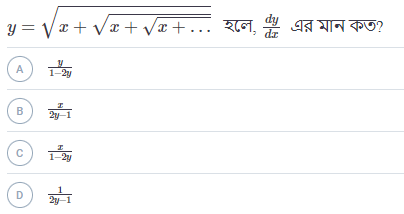 y = √(x + √(x + √(x + …))) হলে, dy/dx এর মান কত?
A y/(1−2y)
B x/(2y−1)
C x/(1−2y)
D 1/(2y−1)